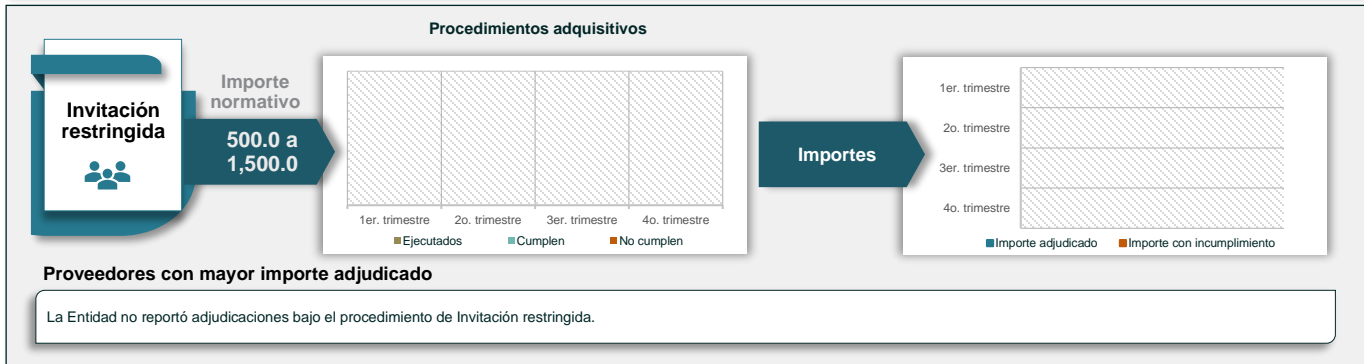 Procedimientos adquisitivos
Invitación
restringida
Importe
normativo
500.0 a
1,500.0
1er. trimestre
2o. trimestre
3er. trimestre
4o. trimestre
Ejecutados
Cumplen
No cumplen
Importes
1er. trimestre
2o. trimestre
3er. trimestre
4o. trimestre
Importe adjudicado
Importe con incumplimiento
Proveedores con mayor importe adjudicado
La Entidad no reportó adjudicaciones bajo el procedimiento de Invitación restringida.